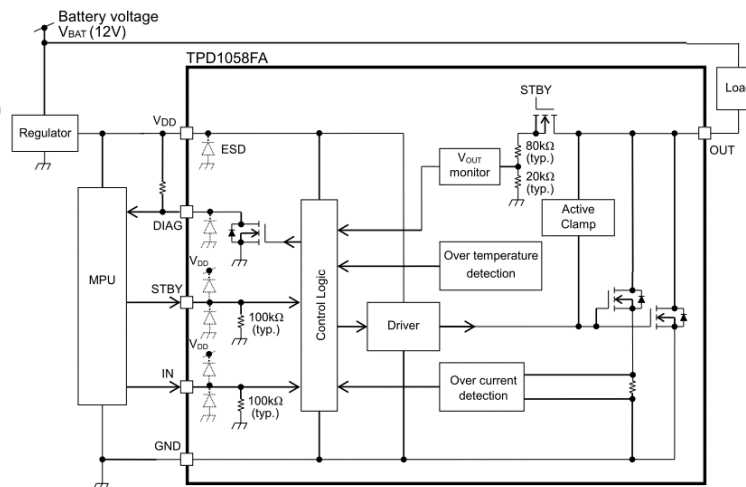 Battery voltage
VBAT (12V)
TPD1058FA
STBY
Load
Regulator
VDD
ESD
OUT
80kΩ
(typ.)
VOUT
monitor
20kΩ
(typ.)
DIAG
Active
Clamp
MPU
VDD
Over temperature
detection
STBY
100kΩ
(typ.)
Control Logic
Driver
VDD
IN
Over current
detection
100kΩ
(typ.)
GND